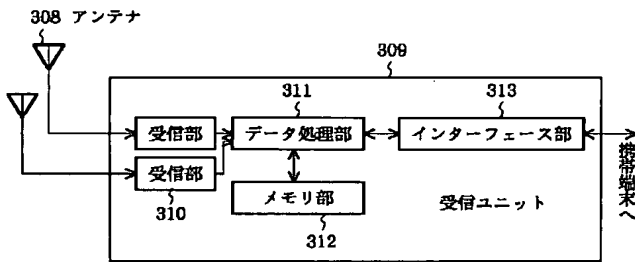 308 アンテナ
309
311
313
受信部
データ処理部
インターフェース部
受信部
310
メモリ部
312
受信ユニット
携帯端末へ